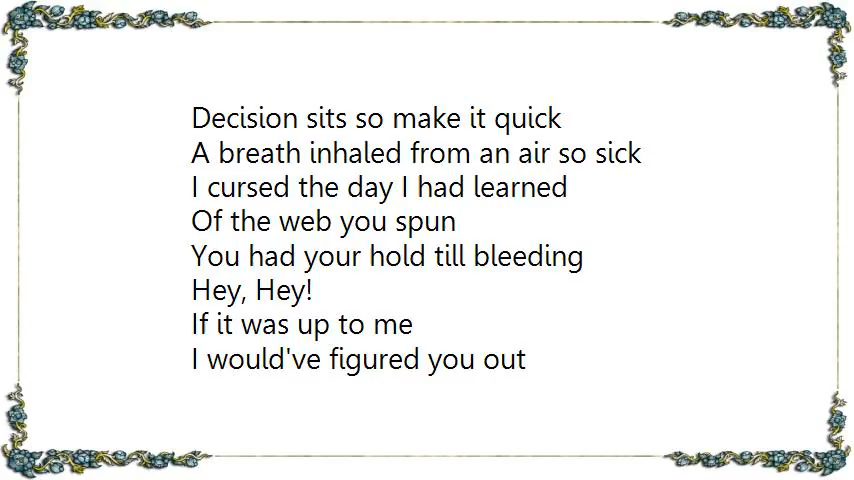 Decision sits so make it quick
A breath inhaled from an air so sick
I cursed the day I had learned
Of the web you spun
You had your hold till bleeding
Hey, Hey!
If it was up to me
I would've figured you out